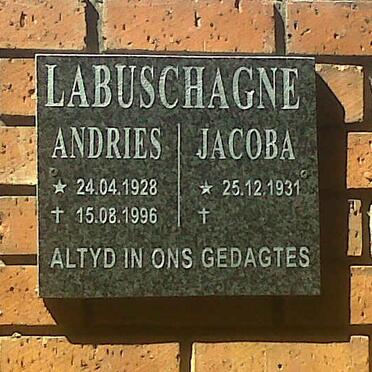 LABUSCHAGNE
ANDRIES JACOBA
★ 24.04.1928 ★ 25.12.1931
✝ 15.08.1996 ✝
ALTYD IN ONS GEDAGTES